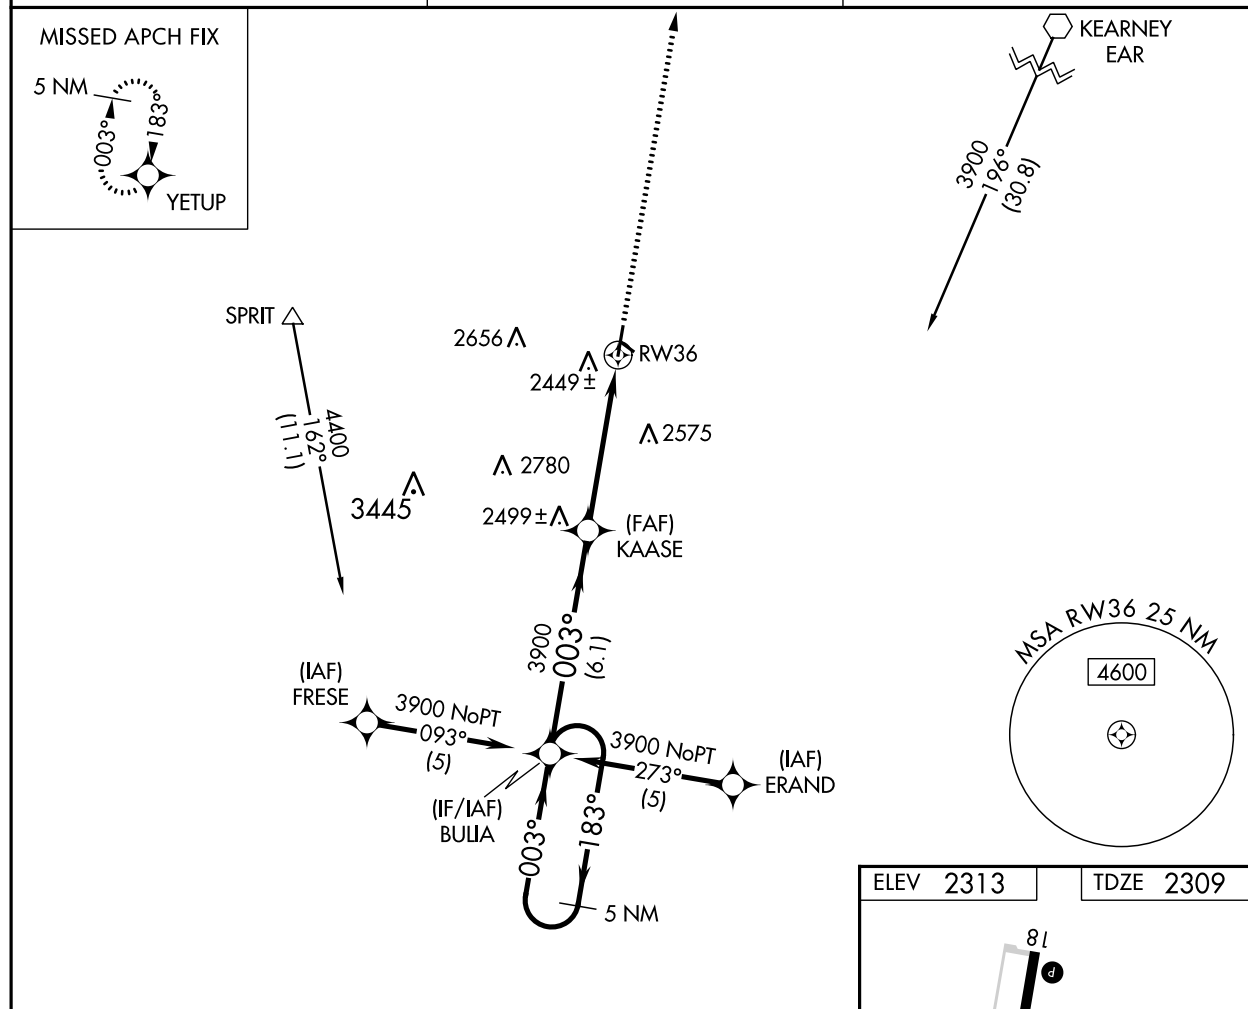 MISSED APCH FIX
5 NM
003°
183°
YETUP
KEARNEY
EAR
3900
196°
(30.8)
SPRIT
4400
162°
(11.1)
2656
RW36
2449 ±
2575
2780
3445
2499 ±
(FAF)
KAASE
3900
003°
(6.1)
MSA RW36 25 NM
4600
(IAF)
FRESE
3900 NoPT
093°
(5)
3900 NoPT
273°
(5)
(IAF)
ERAND
(IF/IAF)
BULIA
003°
183°
5 NM
ELEV 2313
TDZE 2309
18
P